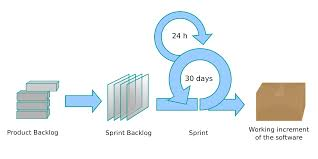 24 h
30 days
Product Backlog
Sprint Backlog
Sprint
Working increment
of the software